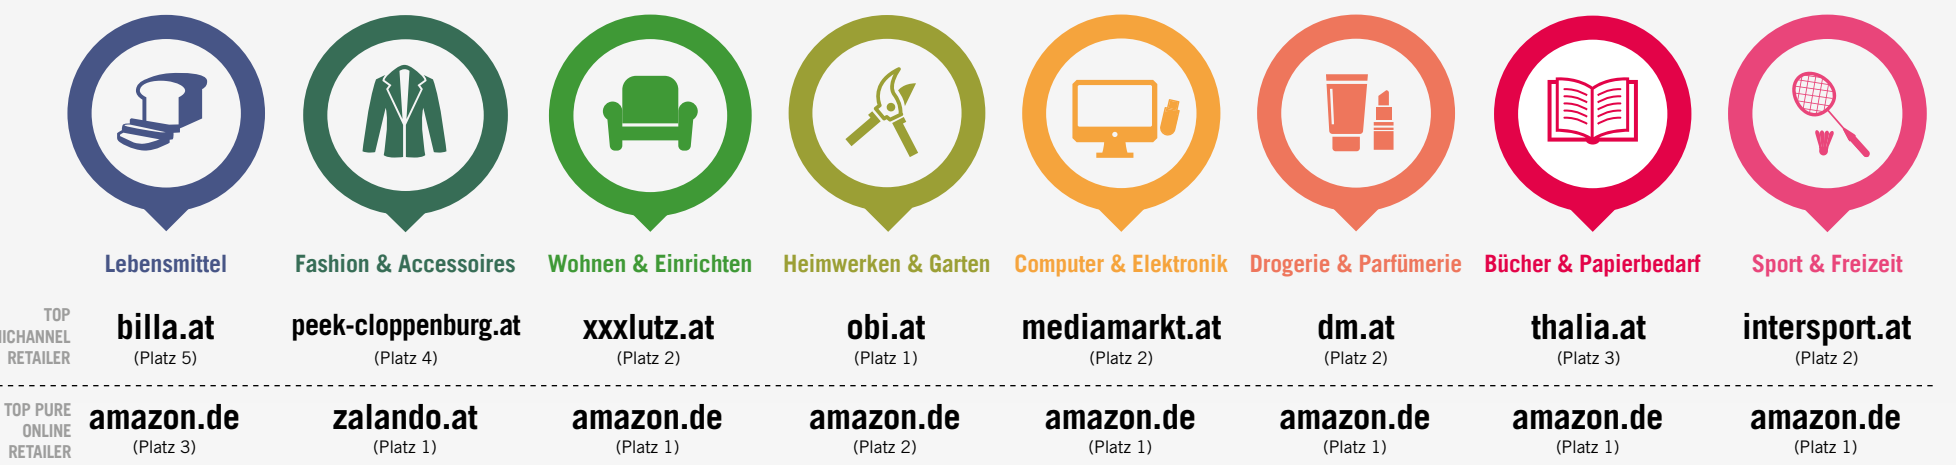 Lebensmittel
Fashion & Accessoires
Wohnen & Einrichten
Heimwerken & Garten
Computer & Elektronik
Drogerie & Parfümerie
Bücher & Papierbedarf
Sport & Freizeit
TOP
RETAILER
billa.at
(Platz 5)
peek-cloppenburg.at
(Platz 4)
xxxlutz.at
(Platz 2)
obi.at
(Platz 1)
mediamarkt.at
(Platz 2)
dm.at
(Platz 2)
thalia.at
(Platz 3)
intersport.at
(Platz 2)
TOP PURE
ONLINE
RETAILER
amazon.de
(Platz 3)
zalando.at
(Platz 1)
amazon.de
(Platz 1)
amazon.de
(Platz 2)
amazon.de
(Platz 1)
amazon.de
(Platz 1)
amazon.de
(Platz 1)
amazon.de
(Platz 1)